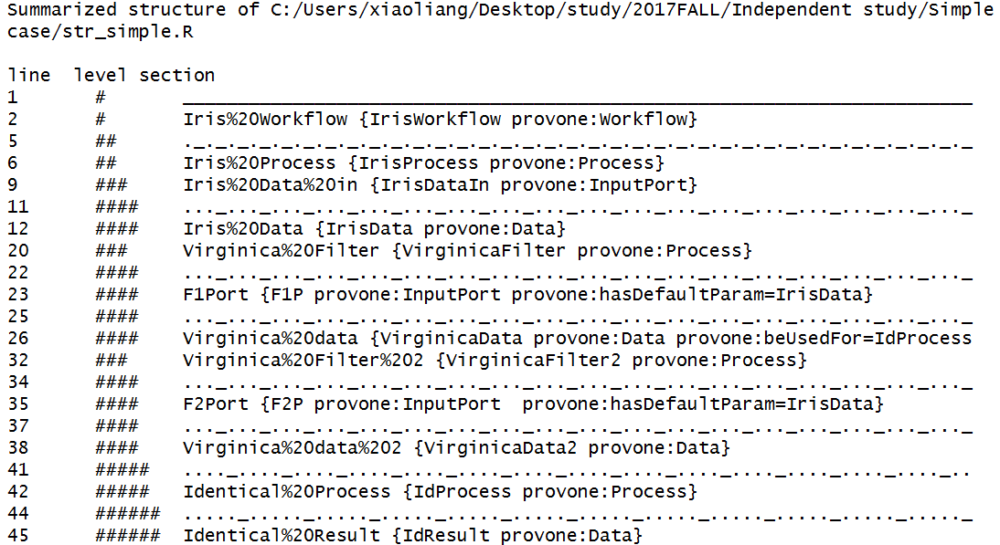 Summarized structure of C:/Users/xiaoliang/Desktop/study/2017FALL/Independent study/Simple
case/str_simple.R
line level section
1 # ________________________________________________________________________
2 # Iris%20Workflow {IrisWorkflow provone:Workflow}
5 ## ._._._._._._._._._._._._._._._._._._._._._._._._._._._._._._._._._._._._
6 ## Iris%20Process {IrisProcess provone:Process}
9 ### Iris%20Data%20in {IrisDataIn provone:InputPort}
11 #### ..._..._..._..._..._..._..._..._..._..._..._..._..._..._..._..._..._..._
12 #### Iris%20Data {IrisData provone:Data}
20 ### Virginica%20Filter {VirginicaFilter provone:Process}
22 #### ..._..._..._..._..._..._..._..._..._..._..._..._..._..._..._..._..._..._
23 #### F1Port {F1P provone:InputPort provone:hasDefaultParam=IrisData}
25 #### ..._..._..._..._..._..._..._..._..._..._..._..._..._..._..._..._..._..._
26 #### Virginica%20data {VirginicaData provone:Data provone:beUsedFor=IdProcess
32 ### Virginica%20Filter%202 {VirginicaFilter2 provone:Process}
34 #### ..._..._..._..._..._..._..._..._..._..._..._..._..._..._..._..._..._..._
35 #### F2Port {F2P provone:InputPort  provone:hasDefaultParam=IrisData}
37 #### ..._..._..._..._..._..._..._..._..._..._..._..._..._..._..._..._..._..._
38 #### Virginica%20data%202 {VirginicaData2 provone:Data}
41 ##### ...._...._...._...._...._...._...._...._...._...._...._...._...._...._..
42 ##### Identical%20Process {IdProcess provone:Process}
44 ###### ....._....._....._....._....._....._....._....._....._....._....._....._
45 ###### Identical%20Result {IdResult provone:Data}